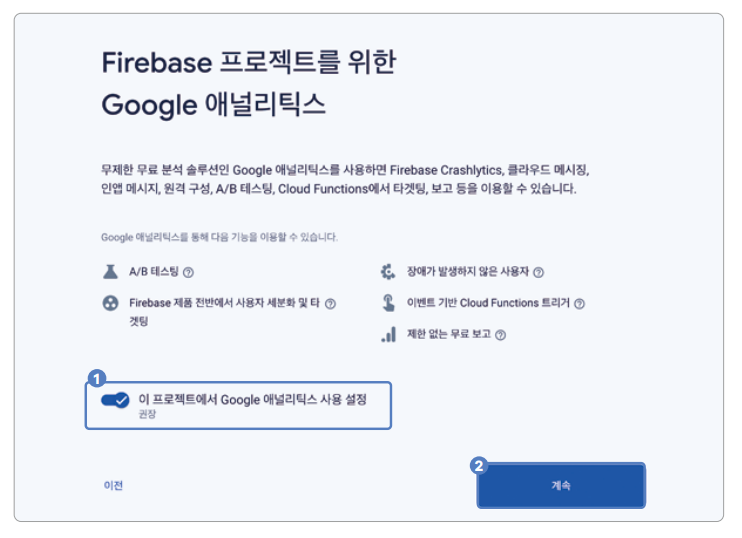 Firebase 프로젝트를 위한
Google 애널리틱스
무제한 무료 분석 솔루션인 Google 애널리틱스를 사용하면 Firebase Crashlytics, 클라우드 메시징,
인앱 메시지, 원격 구성, A/B 테스팅, Cloud Functions에서 타겟팅, 보고 등을 이용할 수 있습니다.
Google 애널리틱스를 통해 다음 기능을 이용할 수 있습니다.
A/B 테스팅 ?
Firebase 제품 전반에서 사용자 세분화 및 타 ?
겟팅
장애가 발생하지 않은 사용자 ?
이벤트 기반 Cloud Functions 트리거 ?
제한 없는 무료 보고 ?
1
이 프로젝트에서 Google 애널리틱스 사용 설정
권장
이전
2
계속